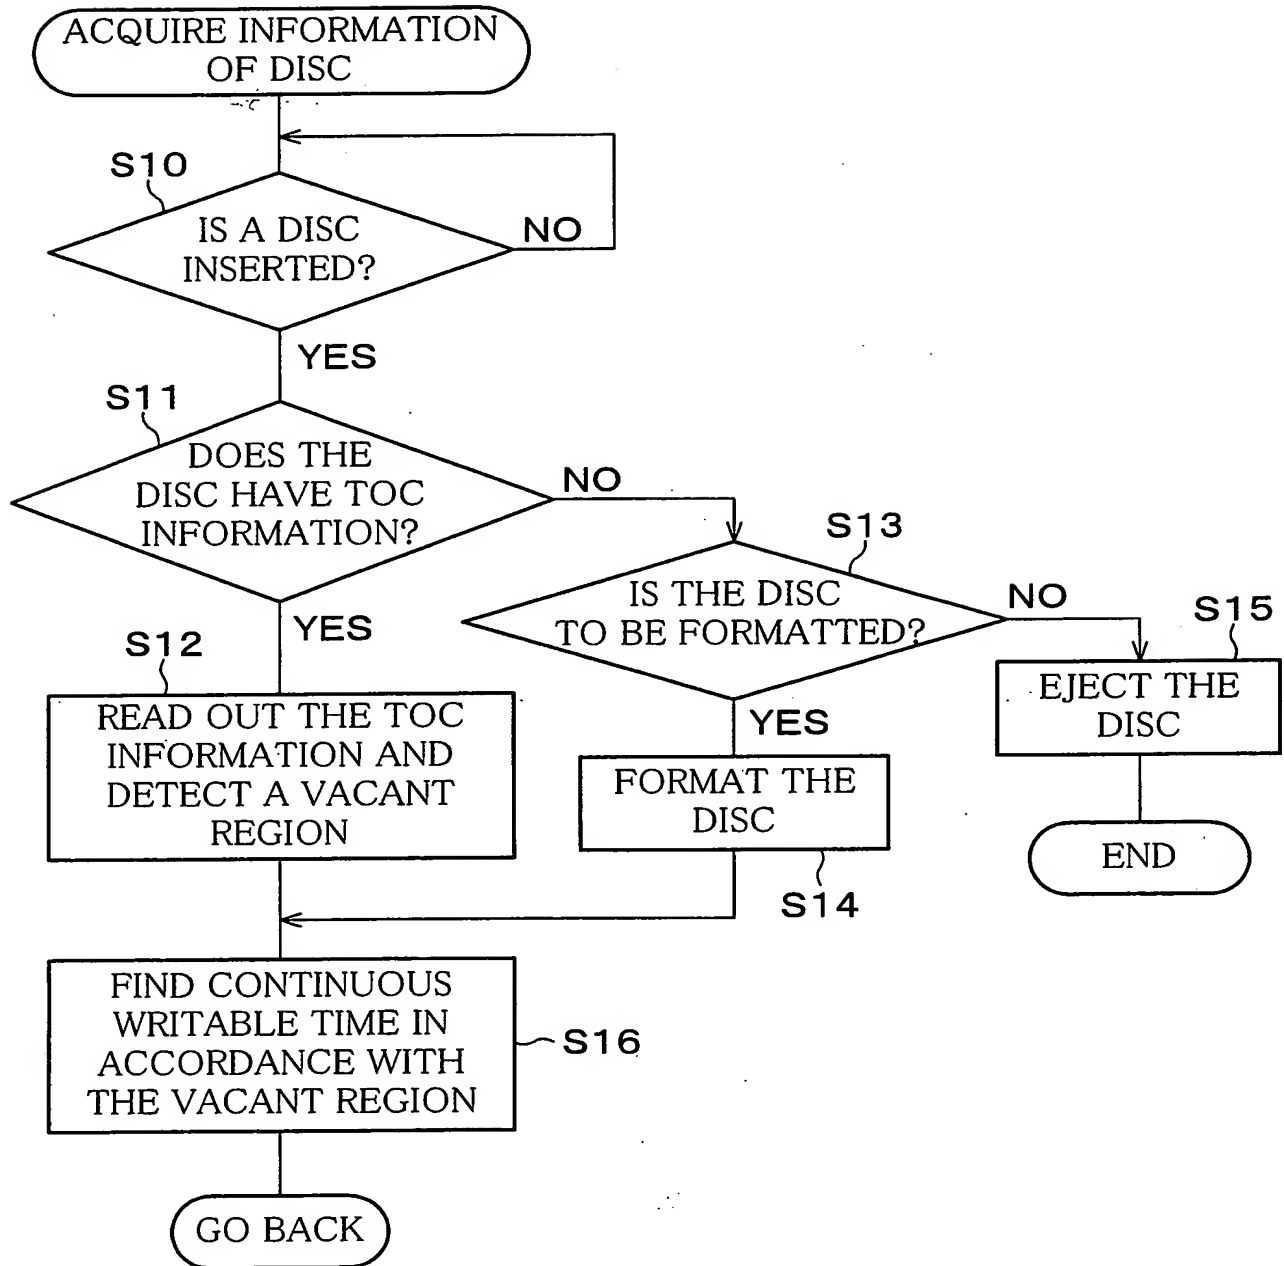 ACQUIRE INFORMATION
OF DISC
S10
IS A DISC
INSERTED?
NO
YES
S11
DOES THE
DISC HAVE TOC
INFORMATION?
NO
YES
S13
IS THE DISC
TO BE FORMATTED?
NO
YES
S15
EJECT THE
DISC
END
S12
READ OUT THE TOC
INFORMATION AND
DETECT A VACANT
REGION
FORMAT THE
DISC
S14
FIND CONTINUOUS
WRITABLE TIME IN
ACCORDANCE WITH
THE VACANT REGION
S16
GO BACK